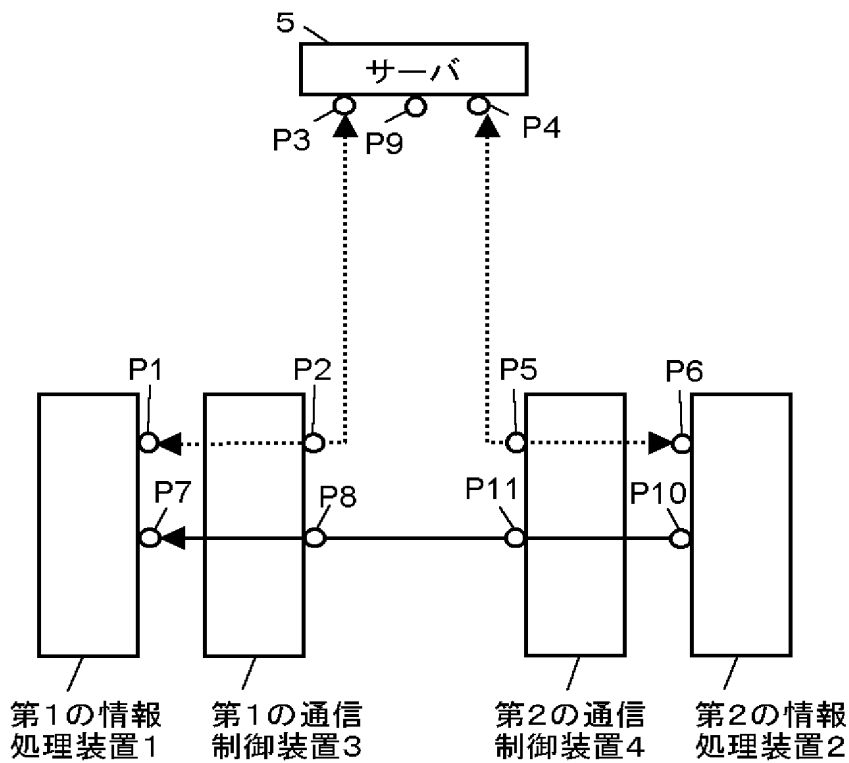 5
サーバ
P3
P9
P4
P1
P2
P5
P6
P7
P8
P11
P10
第1の情報
処理装置1
第1の通信
制御装置3
第2の通信
制御装置4
第2の情報
処理装置2